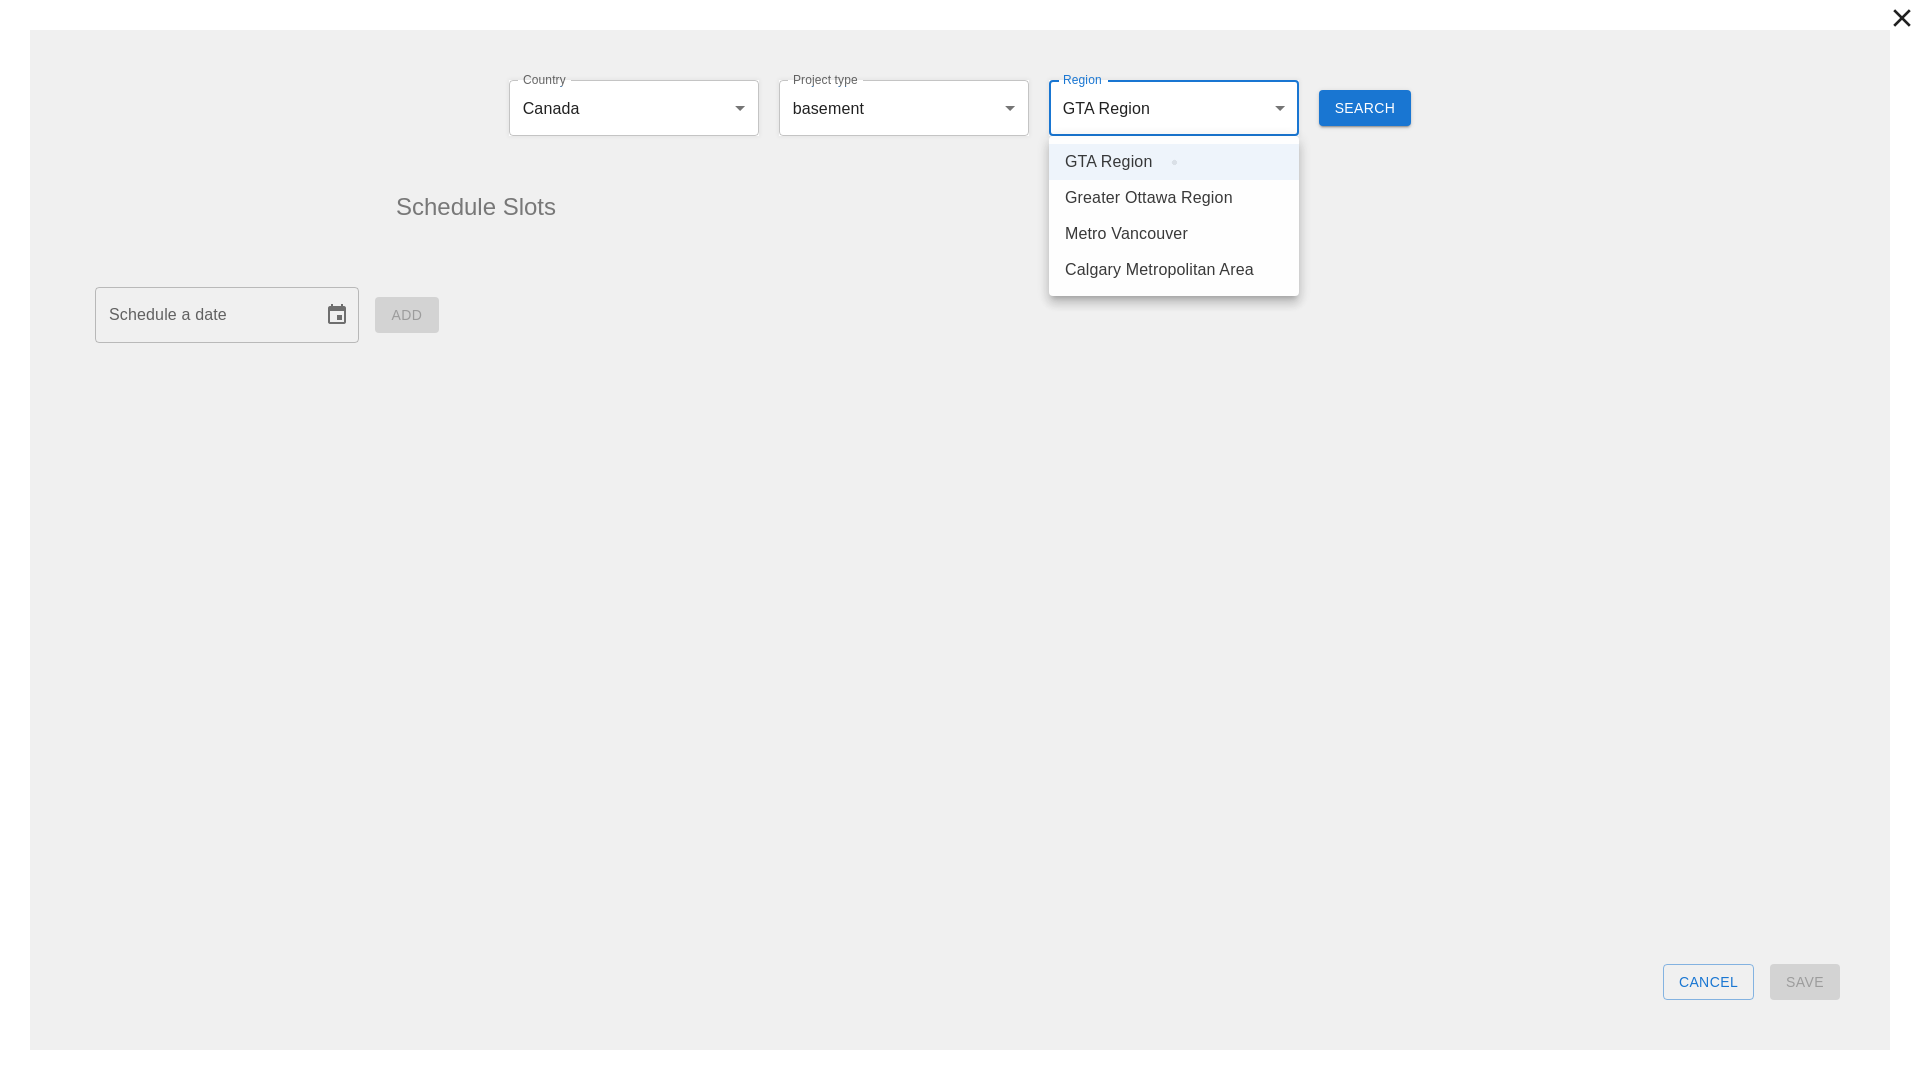 Country
Canada
Project type
basement
Region
GTA Region
SEARCH
GTA Region
Greater Ottawa Region
Metro Vancouver
Calgary Metropolitan Area
Schedule Slots
Schedule a date
ADD
CANCEL
SAVE